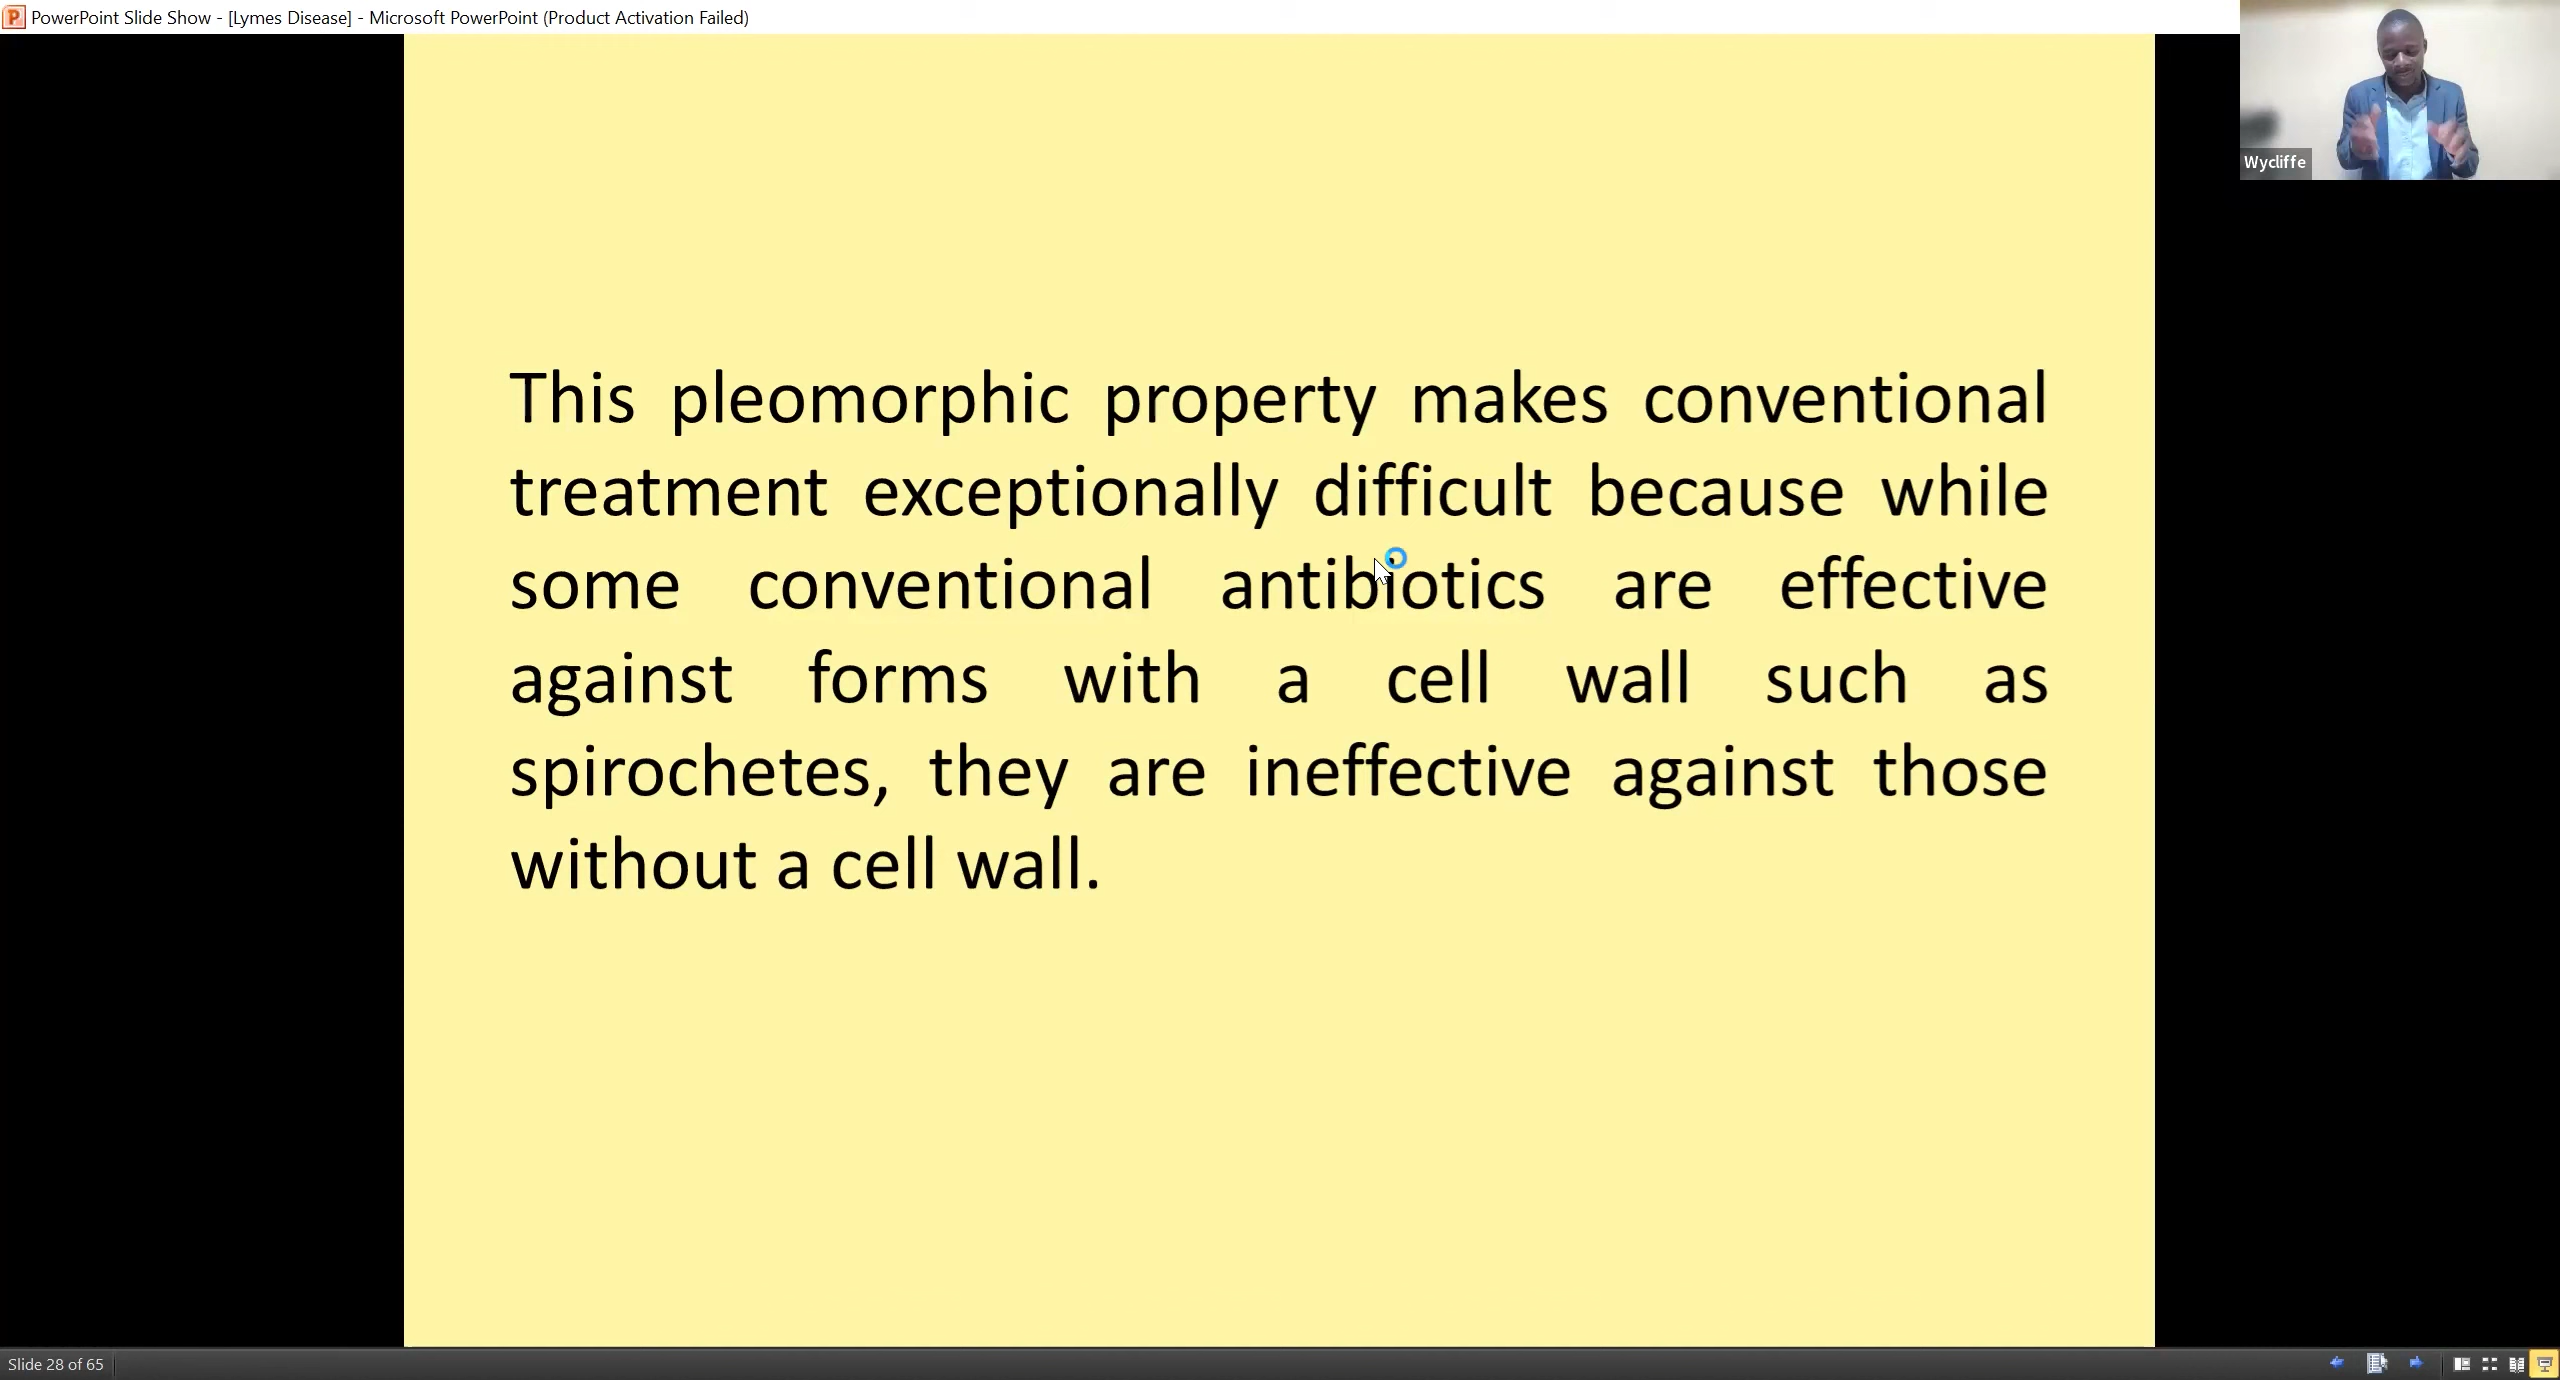 PowerPoint Slide Show - [Lymes Disease] - Microsoft PowerPoint (Product Activation Failed)
Wycliffe
This pleomorphic property makes conventional
treatment exceptionally difficult because while
some conventional antibiotics are effective
against forms with a cell wall such as
spirochetes, they are ineffective against those
without a cell wall.
Slide 28 of 65